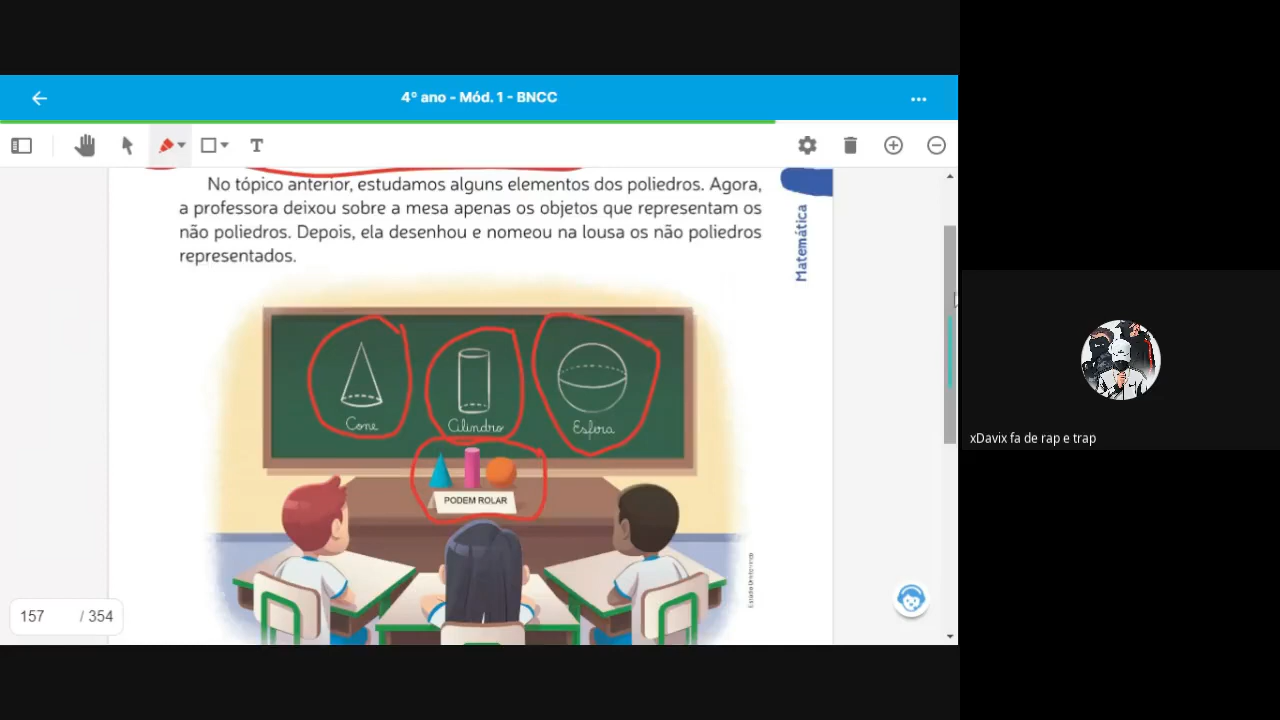 4º ano - Mód. 1 - BNCC
T
No tópico anterior, estudamos alguns elementos dos poliedros. Agora,
a professora deixou sobre a mesa apenas os objetos que representam os
não poliedros. Depois, ela desenhou e nomeou na lousa os não poliedros
representados.
Matemática
Cone
Cilindro
Esfera
PODEM ROLAR
157 / 354
xDavix fa de rap e trap